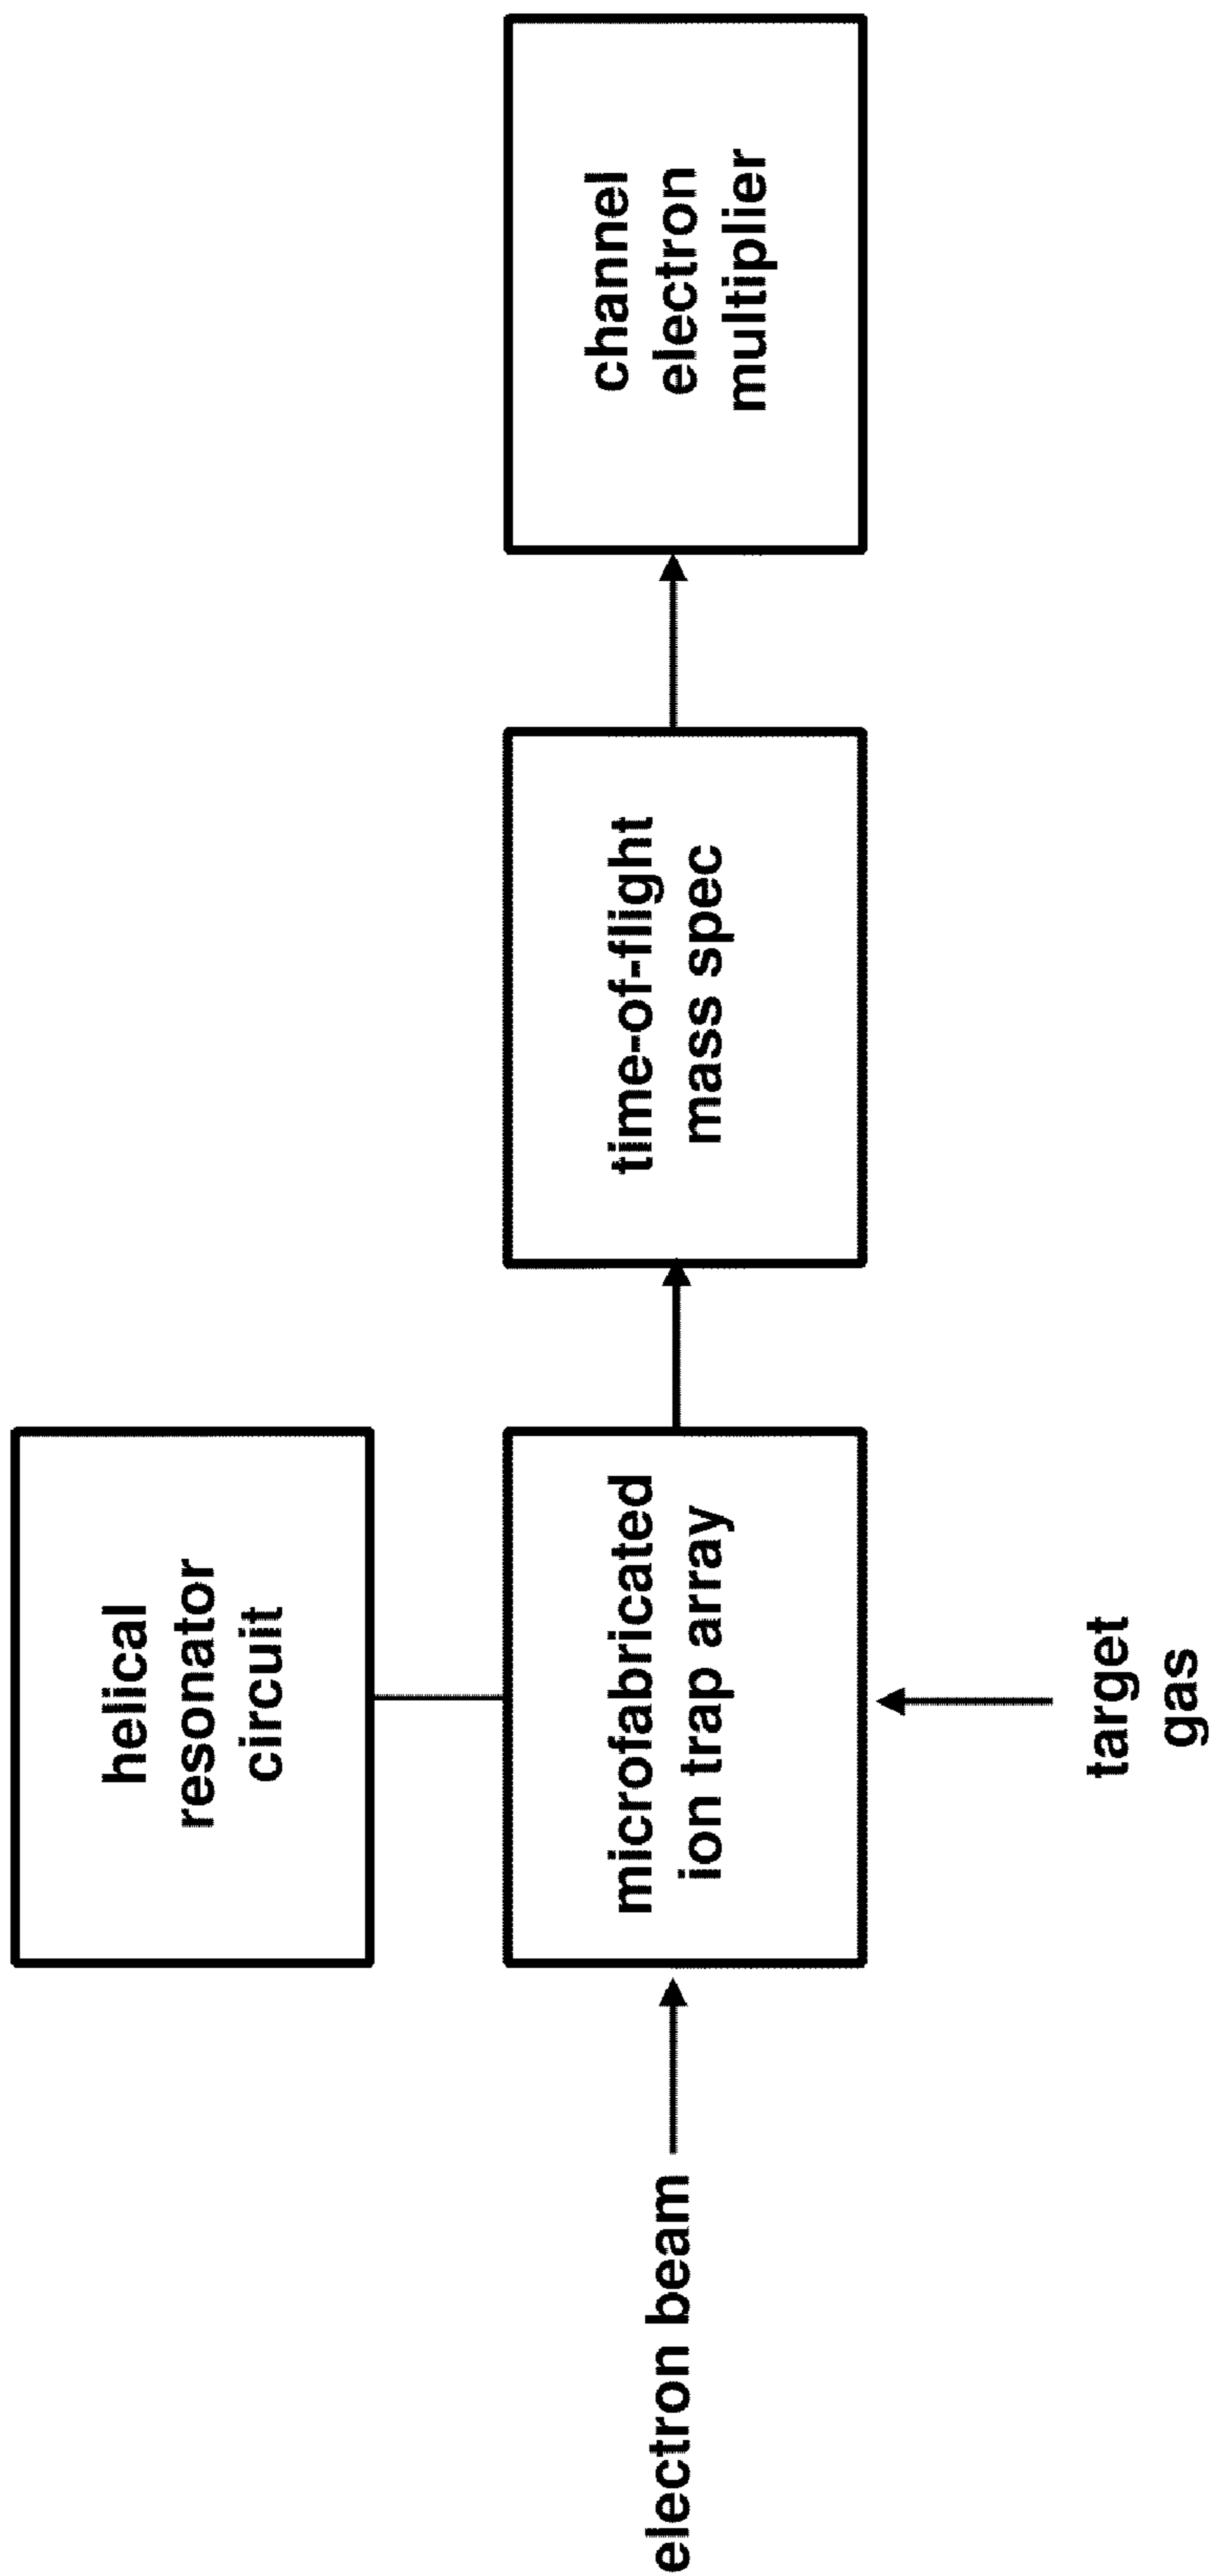 helical
resonator
circuit
electron beam
microfabricated
ion trap array
time-of-flight
mass spec
channel
electron
multiplier
target
gas